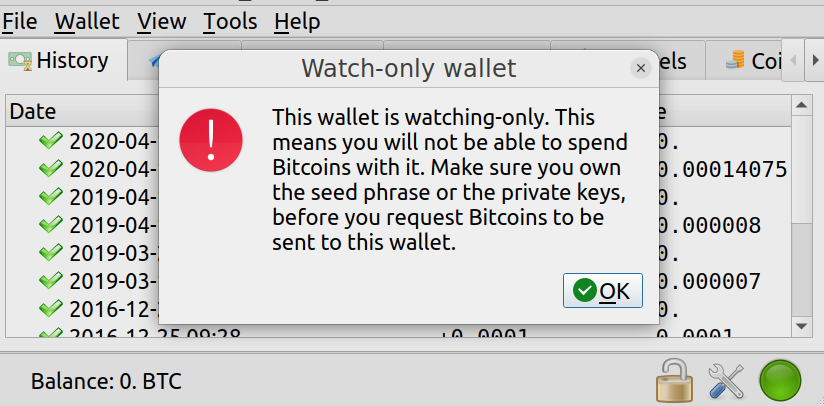 File Wallet View Tools Help
History
Watch-only wallet
This wallet is watching-only. This
means you will not be able to spend
Bitcoins with it. Make sure you own
the seed phrase or the private keys,
before you request Bitcoins to be
sent to this wallet.
OK
Date
2020-04-
2020-04- 0.00014075
2019-04- 0.
2019-04- 0.000008
2019-03- 0.
2019-03- 0.000007
2016-12- 0.
2016-12-25 09:28 +0.0001 0.0001
Balance: 0. BTC